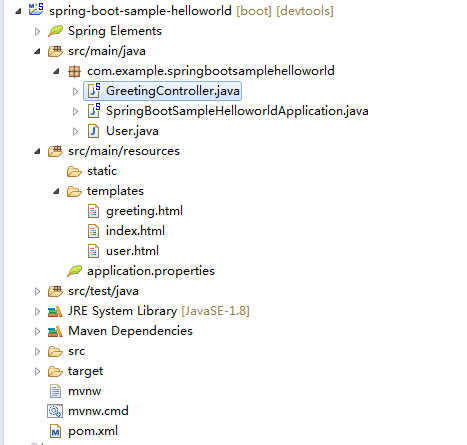 spring-boot-sample-helloworld [boot] [devtools]
Spring Elements
src/main/java
com.example.springbootsamplehelloworld
GreetingController.java
SpringBootSampleHelloworldApplication.java
User.java
src/main/resources
static
templates
greeting.html
index.html
user.html
application.properties
src/test/java
JRE System Library [JavaSE-1.8]
Maven Dependencies
src
target
mvnw
mvnw.cmd
pom.xml